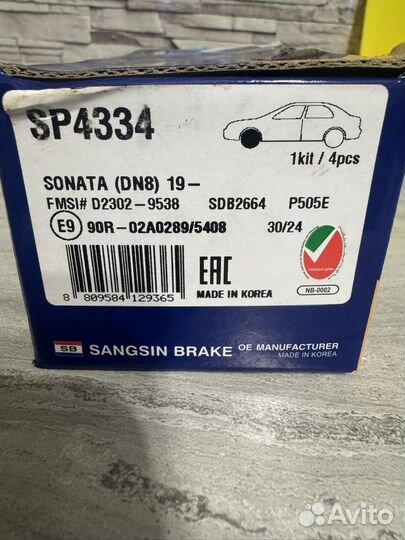 SP4334
1kit / 4pcs
SONATA (DN8) 19-
FMSI# D2302-9538 SDB2664 P505E
E9 90R-02A0289/5408 30/24
8 809584 129365
EAC
MADE IN KOREA
NB-0002
SB SANGSIN BRAKE OE MANUFACTURER
MADE IN KOREA
Avito